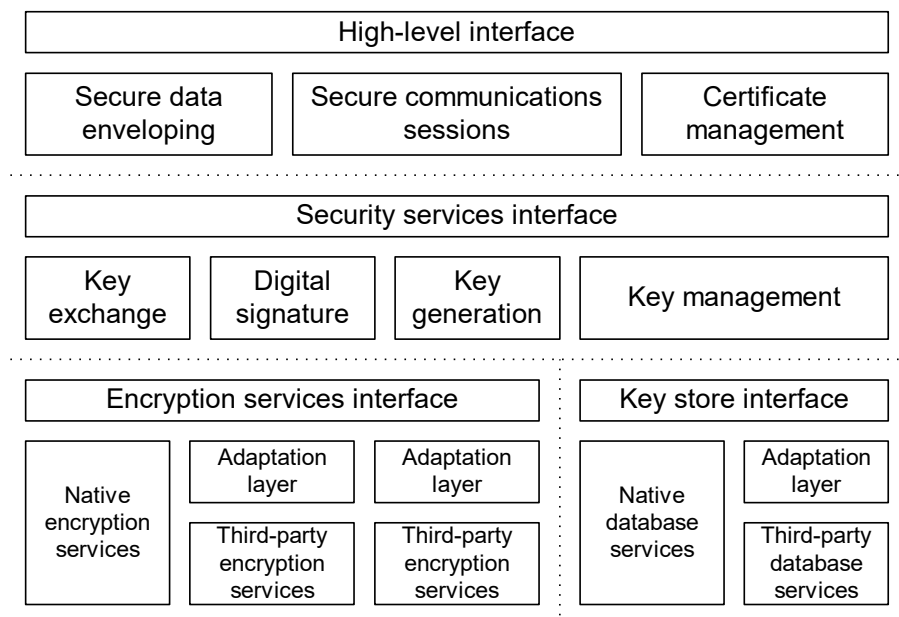 High-level interface
Secure data
enveloping
Secure communications
sessions
Certificate
management
Security services interface
Key
exchange
Digital
signature
Key
generation
Key management
Encryption services interface
Native
encryption
services
Adaptation
layer
Third-party
encryption
services
Adaptation
layer
Third-party
encryption
services
Key store interface
Native
database
services
Adaptation
layer
Third-party
database
services